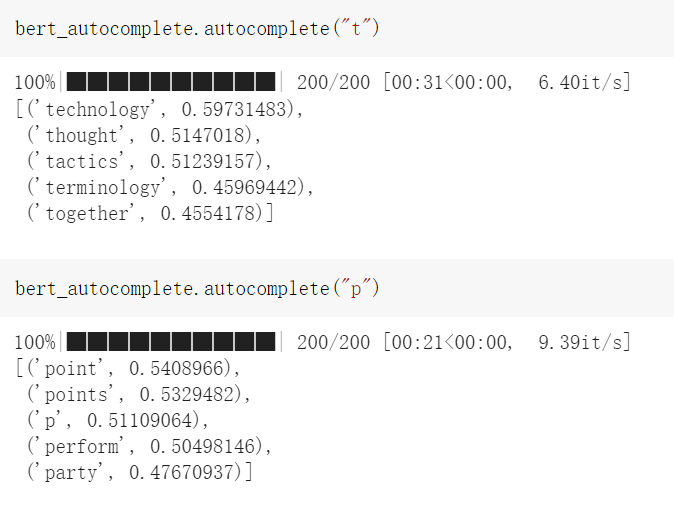 bert_autocomplete.autocomplete("t")
100%|███████████| 200/200 [00:31<00:00,  6.40it/s]
[('technology', 0.59731483),
 ('thought', 0.5147018),
 ('tactics', 0.51239157),
 ('terminology', 0.45969442),
 ('together', 0.4554178)]
bert_autocomplete.autocomplete("p")
100%|███████████| 200/200 [00:21<00:00,  9.39it/s]
[('point', 0.5408966),
 ('points', 0.5329482),
 ('p', 0.51109064),
 ('perform', 0.50498146),
 ('party', 0.47670937)]